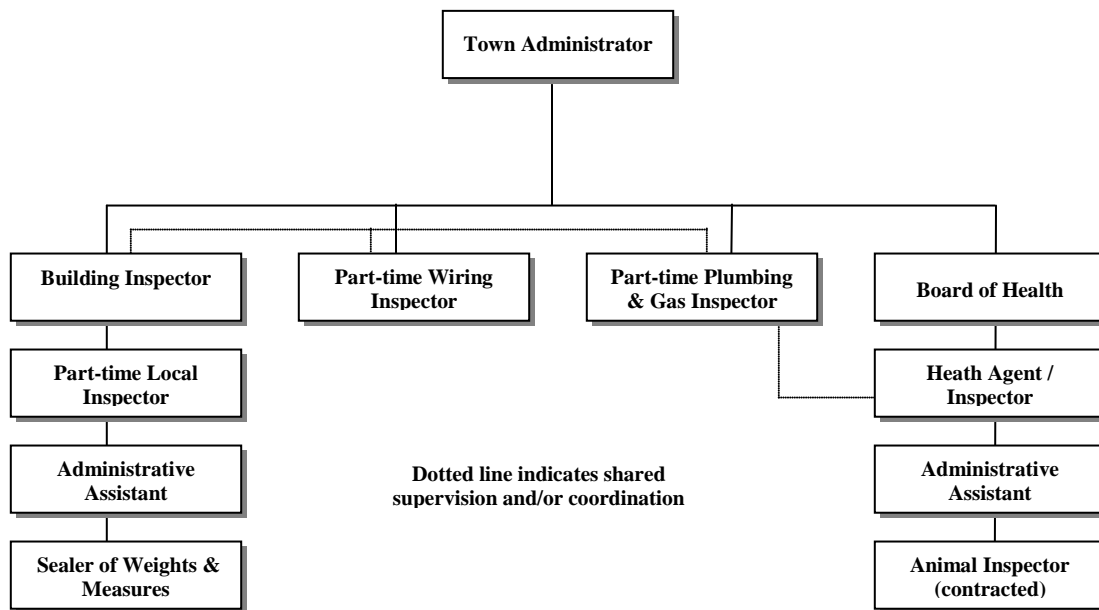 Town Administrator
Building Inspector
Part-time Wiring
Inspector
Part-time Plumbing
& Gas Inspector
Board of Health
Part-time Local
Inspector
Heath Agent /
Inspector
Administrative
Assistant
Dotted line indicates shared
supervision and/or coordination
Administrative
Assistant
Sealer of Weights &
Measures
Animal Inspector
(contracted)